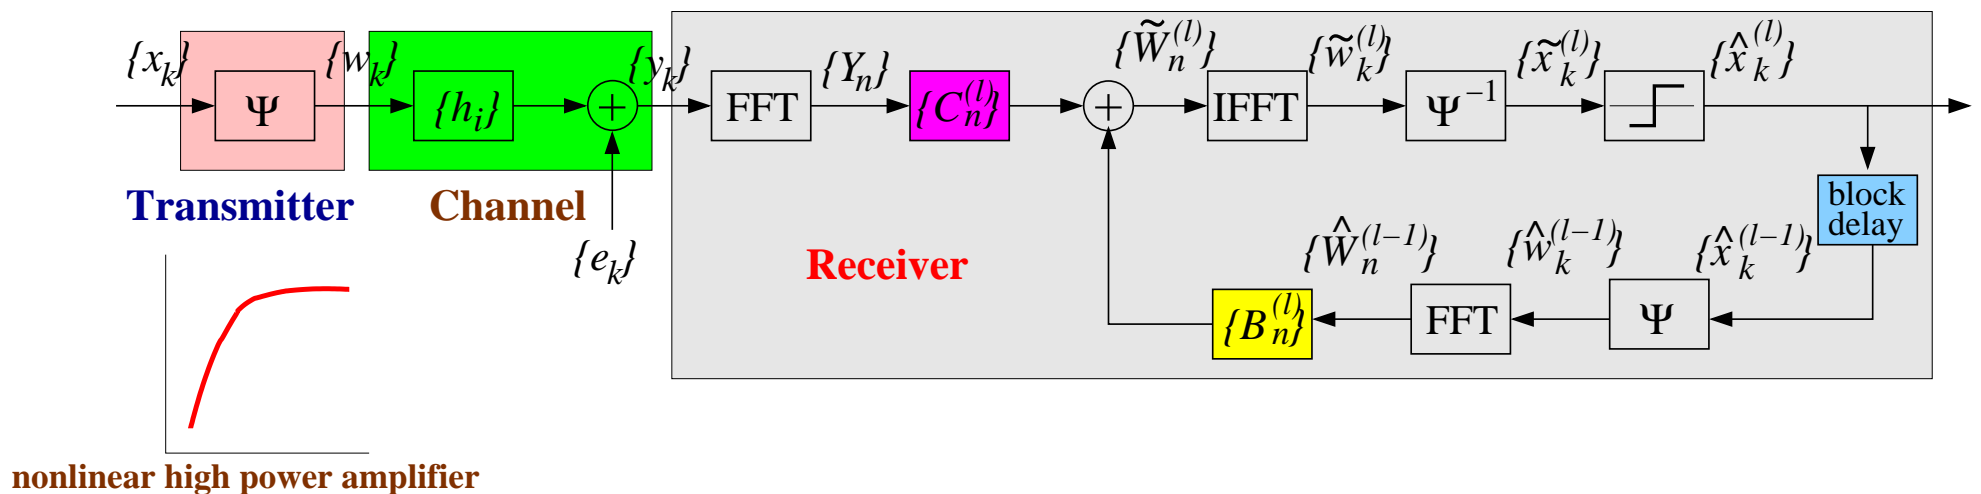 {x_k}
Ψ
{w_k}
{h_i}
+
{y_k}
FFT
{Y_n}
{C_n^(l)}
+
{W̃_n^(l)}
IFFT
{w̃_k^(l)}
Ψ^−1
{x̃_k^(l)}
{x̂_k^(l)}
Transmitter
Channel
{e_k}
Receiver
block
delay
{x̂_k^(l−1)}
{ŵ_k^(l−1)}
{Ŵ_n^(l−1)}
{B_n^(l)}
FFT
Ψ
nonlinear high power amplifier